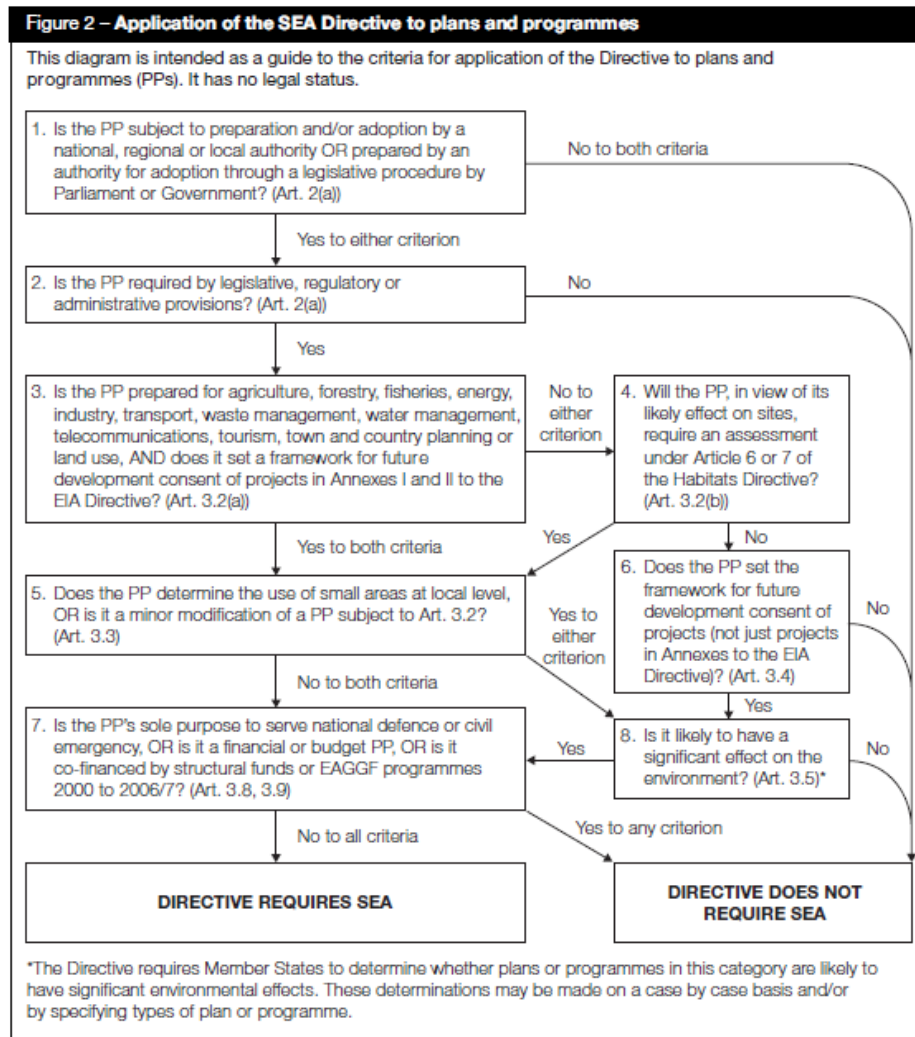 Figure 2 – Application of the SEA Directive to plans and programmes
This diagram is intended as a guide to the criteria for application of the Directive to plans and
programmes (PPs). It has no legal status.
1. Is the PP subject to preparation and/or adoption by a
national, regional or local authority OR prepared by an
authority for adoption through a legislative procedure by
Parliament or Government? (Art. 2(a))
No to both criteria
Yes to either criterion
2. Is the PP required by legislative, regulatory or
administrative provisions? (Art. 2(a))
No
Yes
3. Is the PP prepared for agriculture, forestry, fisheries, energy,
industry, transport, waste management, water management,
telecommunications, tourism, town and country planning or
land use, AND does it set a framework for future
development consent of projects in Annexes I and II to the
EIA Directive? (Art. 3.2(a))
No to
either
criterion
4. Will the PP, in view of its
likely effect on sites,
require an assessment
under Article 6 or 7 of
the Habitats Directive?
(Art. 3.2(b))
Yes to both criteria
Yes
No
5. Does the PP determine the use of small areas at local level,
OR is it a minor modification of a PP subject to Art. 3.2?
(Art. 3.3)
Yes to
either
criterion
6. Does the PP set the
framework for future
development consent of
projects (not just projects
in Annexes to the EIA
Directive)? (Art. 3.4)
No
No to both criteria
Yes
7. Is the PP's sole purpose to serve national defence or civil
emergency, OR is it a financial or budget PP, OR is it
co-financed by structural funds or EAGGF programmes
2000 to 2006/7? (Art. 3.8, 3.9)
Yes
8. Is it likely to have a
significant effect on the
environment? (Art. 3.5)*
No
No to all criteria
Yes to any criterion
DIRECTIVE REQUIRES SEA
DIRECTIVE DOES NOT
REQUIRE SEA
*The Directive requires Member States to determine whether plans or programmes in this category are likely to
have significant environmental effects. These determinations may be made on a case by case basis and/or
by specifying types of plan or programme.